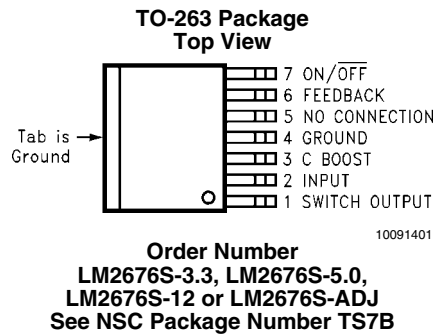 TO-263 Package
Top View
7 ON/OFF
6 FEEDBACK
5 NO CONNECTION
Tab is
Ground
4 GROUND
3 C BOOST
2 INPUT
1 SWITCH OUTPUT
10091401
Order Number
LM2676S-3.3, LM2676S-5.0,
LM2676S-12 or LM2676S-ADJ
See NSC Package Number TS7B